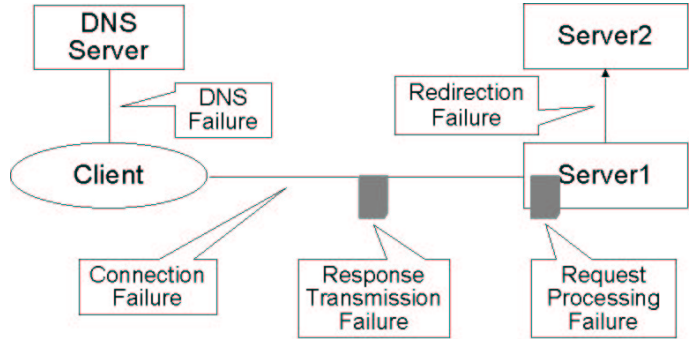 DNS
Server
Server2
DNS
Failure
Redirection
Failure
Client
Server1
Connection
Failure
Response
Transmission
Failure
Request
Processing
Failure